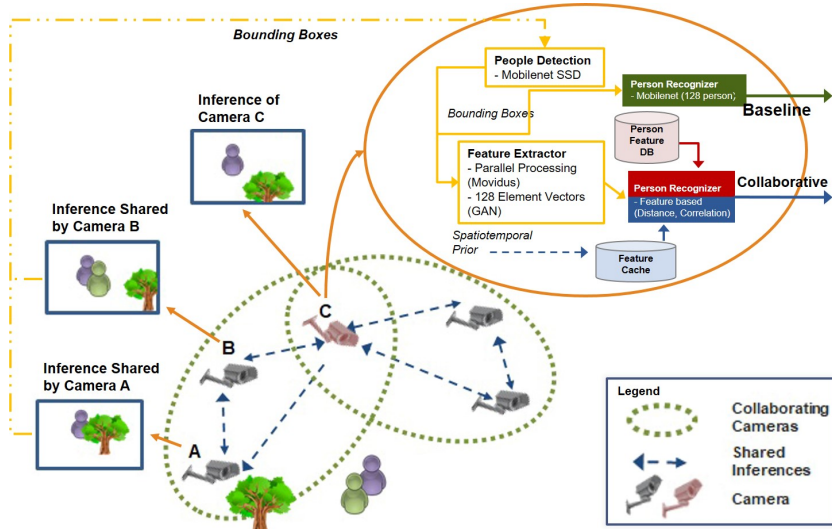 Bounding Boxes
People Detection
- Mobilenet SSD
Person Recognizer
- Mobilenet (128 person)
Baseline
Bounding Boxes
Inference of
Camera C
Person
Feature
DB
Feature Extractor
- Parallel Processing
(Movidus)
- 128 Element Vectors
(GAN)
Person Recognizer
- Feature based
(Distance, Correlation)
Collaborative
Inference Shared
by Camera B
Spatiotemporal
Prior
Feature
Cache
C
B
Inference Shared
by Camera A
A
Legend
Collaborating
Cameras
Shared
Inferences
Camera